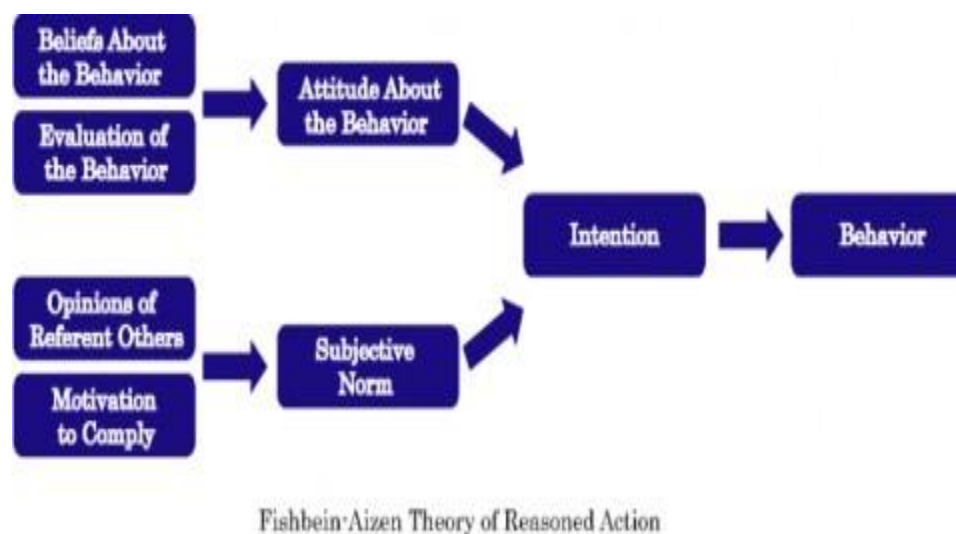 Beliefs About
the Behavior
Evaluation of
the Behavior
Attitude About
the Behavior
Opinions of
Referent Others
Motivation
to Comply
Subjective
Norm
Intention
Behavior
Fishbein-Aizen Theory of Reasoned Action